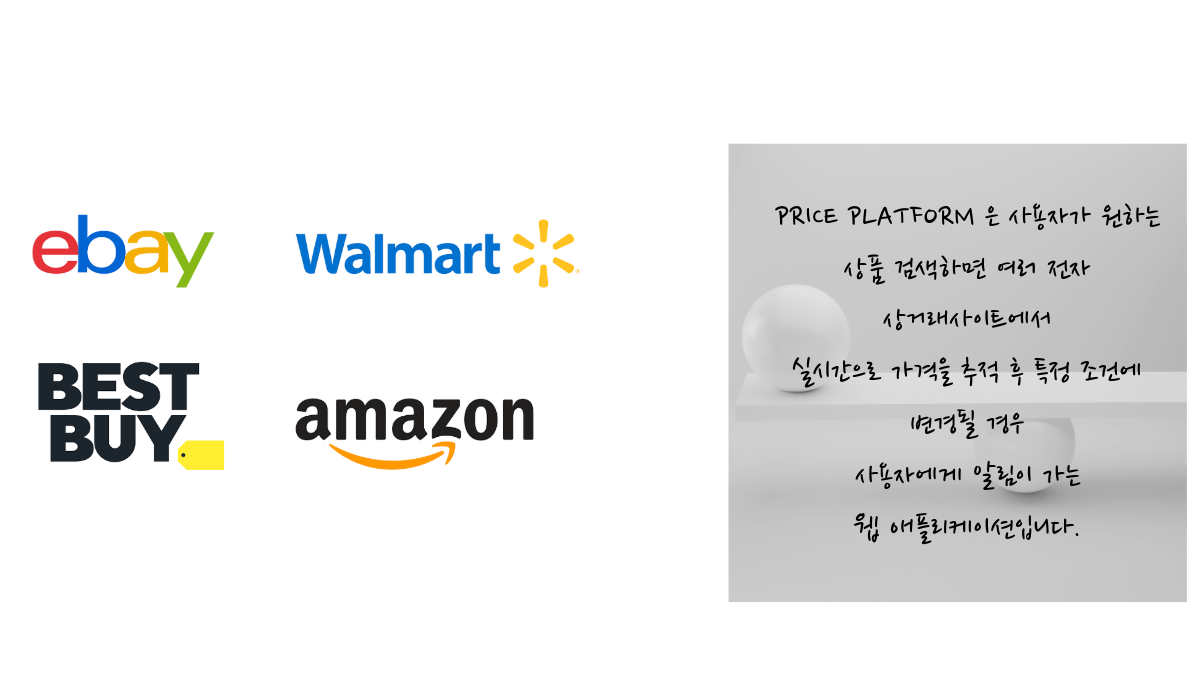 ebay
Walmart
BEST
BUY
amazon
PRICE PLATFORM 은 사용자가 원하는
상품 검색하면 여러 전자
상거래사이트에서
실시간으로 가격을 추적 후 특정 조건에
변경될 경우
사용자에게 알림이 가는
웹 애플리케이션입니다.